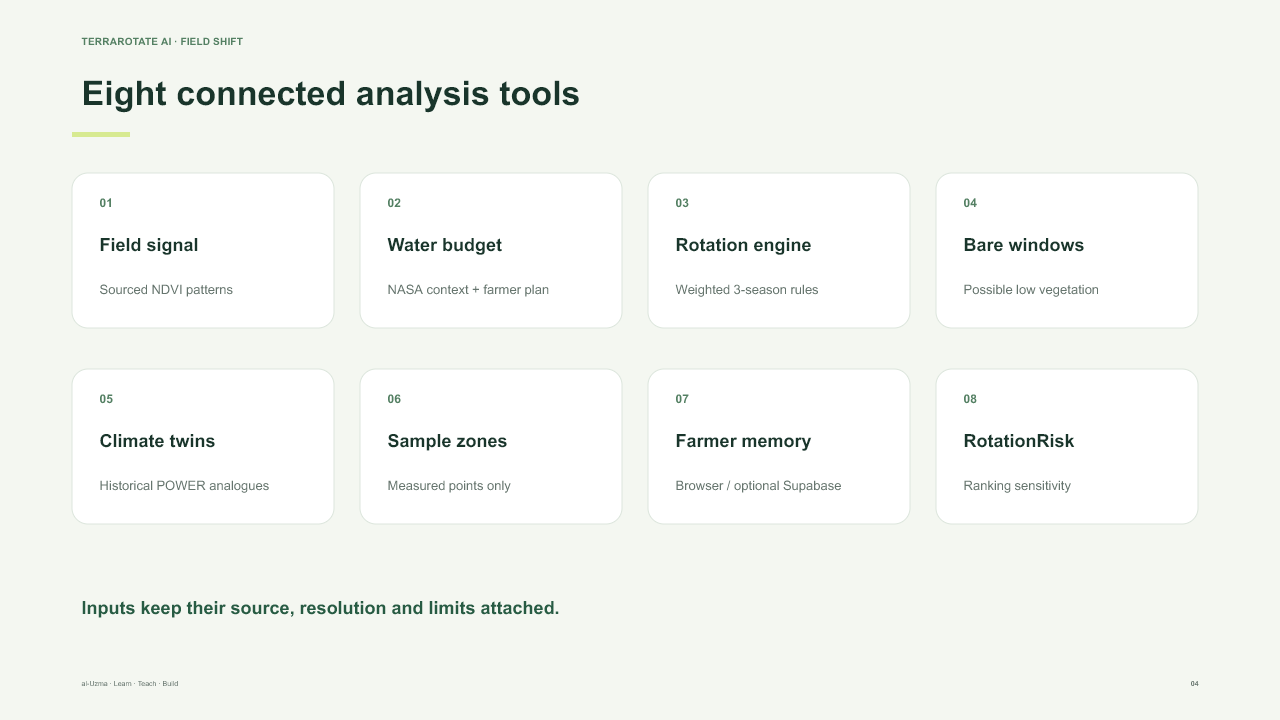 TERRAROTATE AI · FIELD SHIFT
Eight connected analysis tools
01
Field signal
Sourced NDVI patterns
02
Water budget
NASA context + farmer plan
03
Rotation engine
Weighted 3-season rules
04
Bare windows
Possible low vegetation
05
Climate twins
Historical POWER analogues
06
Sample zones
Measured points only
07
Farmer memory
Browser / optional Supabase
08
RotationRisk
Ranking sensitivity
Inputs keep their source, resolution and limits attached.
al-Uzma · Learn · Teach · Build
04